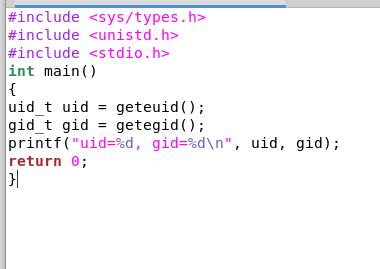 #include <sys/types.h>
#include <unistd.h>
#include <stdio.h>
int main()
{
uid_t uid = geteuid();
gid_t gid = getegid();
printf("uid=%d, gid=%d\n", uid, gid);
return 0;
}